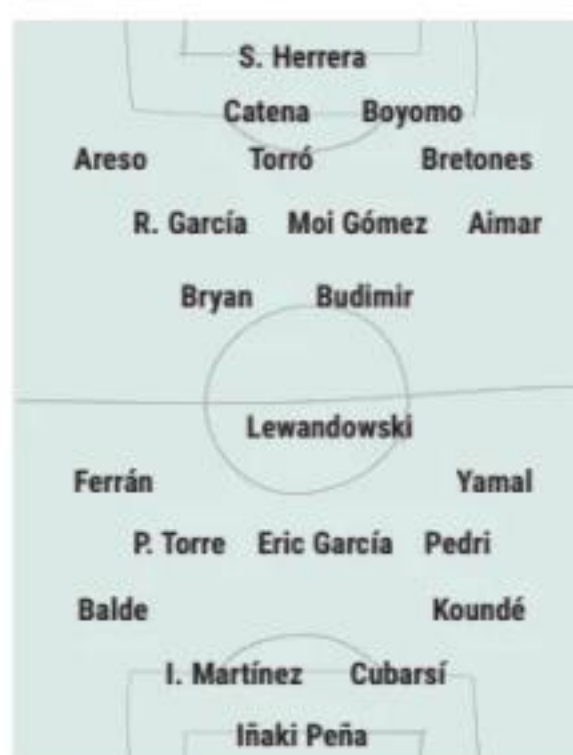 S. Herrera
Catena Boyomo
Areso Torró Bretones
R. García Moi Gómez Aimar
Bryan Budimir
Lewandowski
Ferrán Yamal
P. Torre Eric García Pedri
Balde Koundé
I. Martínez Cubarsí
Iñaki Peña